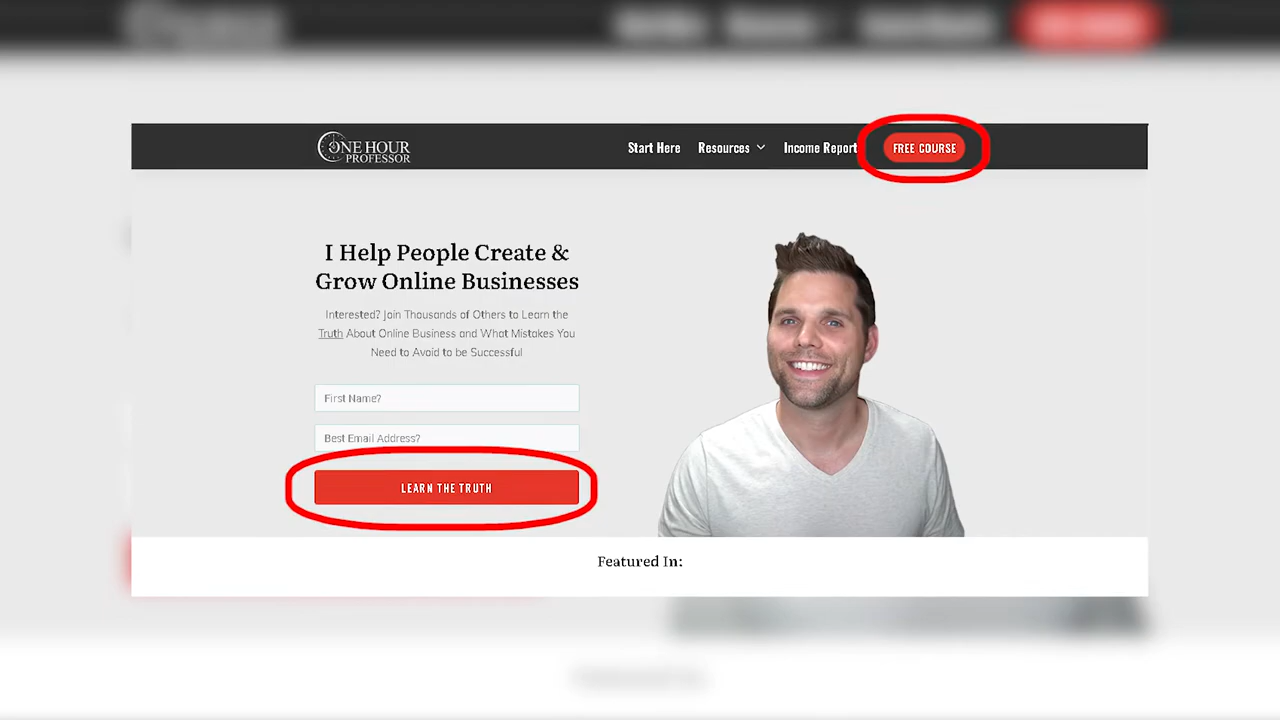 ONE HOUR
PROFESSOR
Start Here
Resources
Income Report
FREE COURSE
I Help People Create &
Grow Online Businesses
Interested? Join Thousands of Others to Learn the
Truth About Online Business and What Mistakes You
Need to Avoid to be Successful
First Name?
Best Email Address?
LEARN THE TRUTH
Featured In: